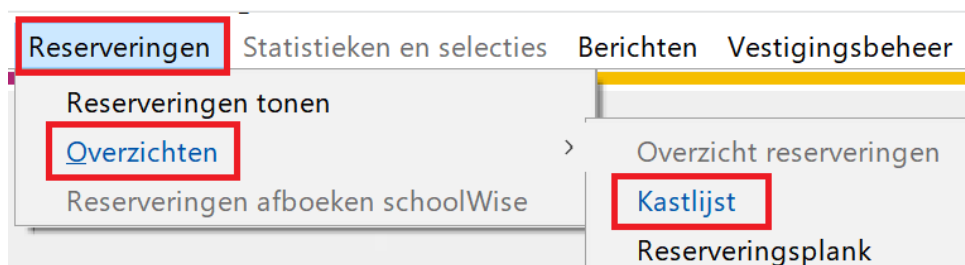 Reserveringen Statistieken en selecties Berichten Vestigingsbeheer
Reserveringen tonen
Overzichten > Overzicht reserveringen
Reserveringen afboeken schoolWise Kastlijst
Reserveringsplank